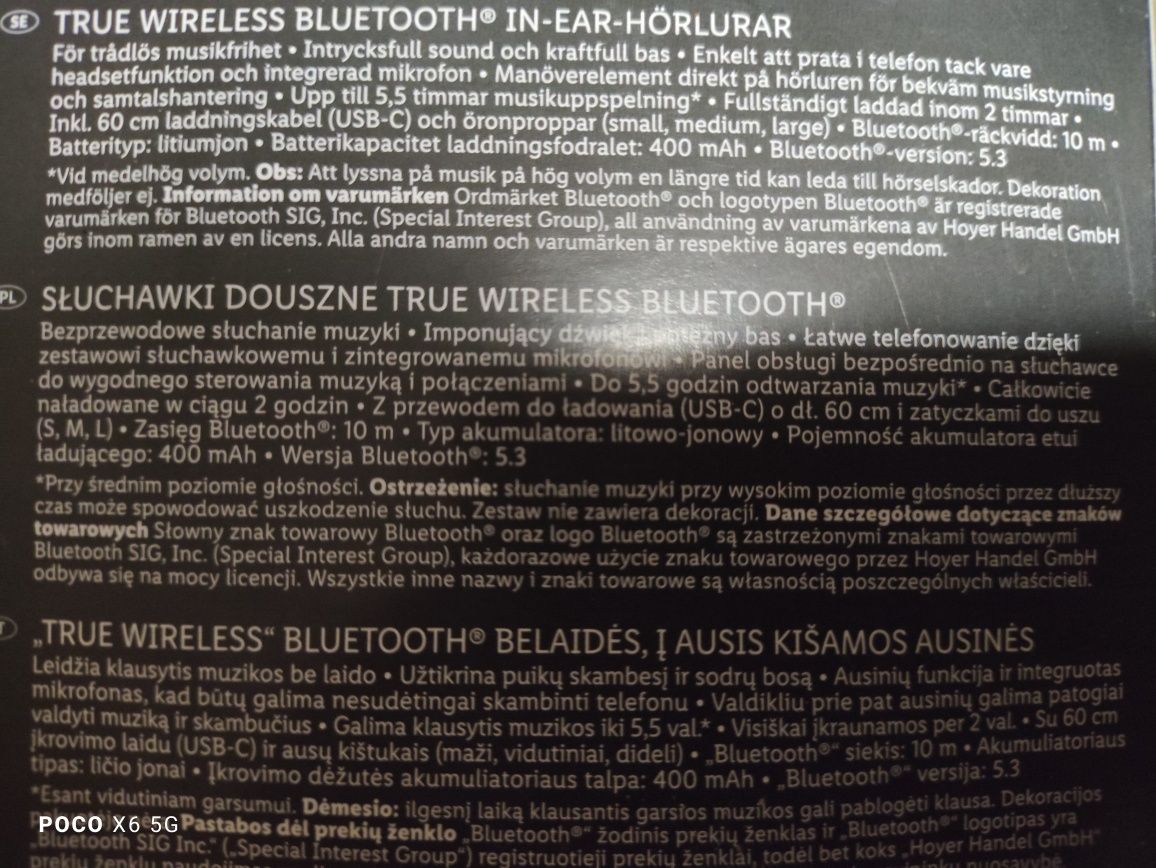 SE TRUE WIRELESS BLUETOOTH® IN-EAR-HÖRLURAR
För trådlös musikfrihet • Intrycksfull sound och kraftfull bas • Enkelt att prata i telefon tack vare
headsetfunktion och integrerad mikrofon • Manöverelement direkt på hörluren för bekväm musikstyrning
och samtalshantering • Upp till 5,5 timmar musikuppspelning* • Fullständigt laddad inom 2 timmar •
Inkl. 60 cm laddningskabel (USB-C) och öronproppar (small, medium, large) • Bluetooth®-räckvidd: 10 m •
Batterityp: litiumjon • Batterikapacitet laddningsfodralet: 400 mAh • Bluetooth®-version: 5.3
*Vid medelhög volym. Obs: Att lyssna på musik på hög volym en längre tid kan leda till hörselskador. Dekoration
medföljer ej. Information om varumärken Ordmärket Bluetooth® och logotypen Bluetooth® är registrerade
varumärken för Bluetooth SIG, Inc. (Special Interest Group), all användning av varumärkena av Hoyer Handel GmbH
görs inom ramen av en licens. Alla andra namn och varumärken är respektive ägares egendom.
PL SŁUCHAWKI DOUSZNE TRUE WIRELESS BLUETOOTH®
Bezprzewodowe słuchanie muzyki • Imponujący dźwięk i potężny bas • Łatwe telefonowanie dzięki
zestawowi słuchawkowemu i zintegrowanemu mikrofonowi • Panel obsługi bezpośrednio na słuchawce
do wygodnego sterowania muzyką i połączeniami • Do 5,5 godzin odtwarzania muzyki* • Całkowicie
naładowane w ciągu 2 godzin • Z przewodem do ładowania (USB-C) o dł. 60 cm i zatyczkami do uszu
(S, M, L) • Zasięg Bluetooth®: 10 m • Typ akumulatora: litowo-jonowy • Pojemność akumulatora etui
ładującego: 400 mAh • Wersja Bluetooth®: 5.3
*Przy średnim poziomie głośności. Ostrzeżenie: słuchanie muzyki przy wysokim poziomie głośności przez dłuższy
czas może spowodować uszkodzenie słuchu. Zestaw nie zawiera dekoracji. Dane szczegółowe dotyczące znaków
towarowych Słowny znak towarowy Bluetooth® oraz logo Bluetooth® są zastrzeżonymi znakami towarowymi
Bluetooth SIG, Inc. (Special Interest Group), każdorazowe użycie znaku towarowego przez Hoyer Handel GmbH
odbywa się na mocy licencji. Wszystkie inne nazwy i znaki towarowe są własnością poszczególnych właścicieli.
„TRUE WIRELESS“ BLUETOOTH® BELAIDĖS, Į AUSIS KIŠAMOS AUSINĖS
Leidžia klausytis muzikos be laido • Užtikrina puikų skambesį ir sodrų bosą • Ausinių funkcija ir integruotas
mikrofonas, kad būtų galima nesudėtingai skambinti telefonu • Valdikliu prie pat ausinių galima patogiai
valdyti muziką ir skambučius • Galima klausytis muzikos iki 5,5 val.* • Visiškai įkraunamos per 2 val. • Su 60 cm
įkrovimo laidu (USB-C) ir ausų kištukais (maži, vidutiniai, dideli) • „Bluetooth®“ siekis: 10 m • Akumuliatoriaus
tipas: ličio jonai • Įkrovimo dėžutės akumuliatoriaus talpa: 400 mAh • „Bluetooth®“ versija: 5.3
*Esant vidutiniam garsumui. Dėmesio: ilgesnį laiką klausantis garsios muzikos gali pablogėti klausa. Dekoracijos
Pastabos dėl prekių ženklo „Bluetooth®“ žodinis prekių ženklas ir „Bluetooth®“ logotipas yra
„Bluetooth SIG Inc.“ („Special Interest Group“) registruotieji prekių ženklai, todėl bet koks „Hoyer Handel GmbH“
prekių ženklų
POCO X6 5G